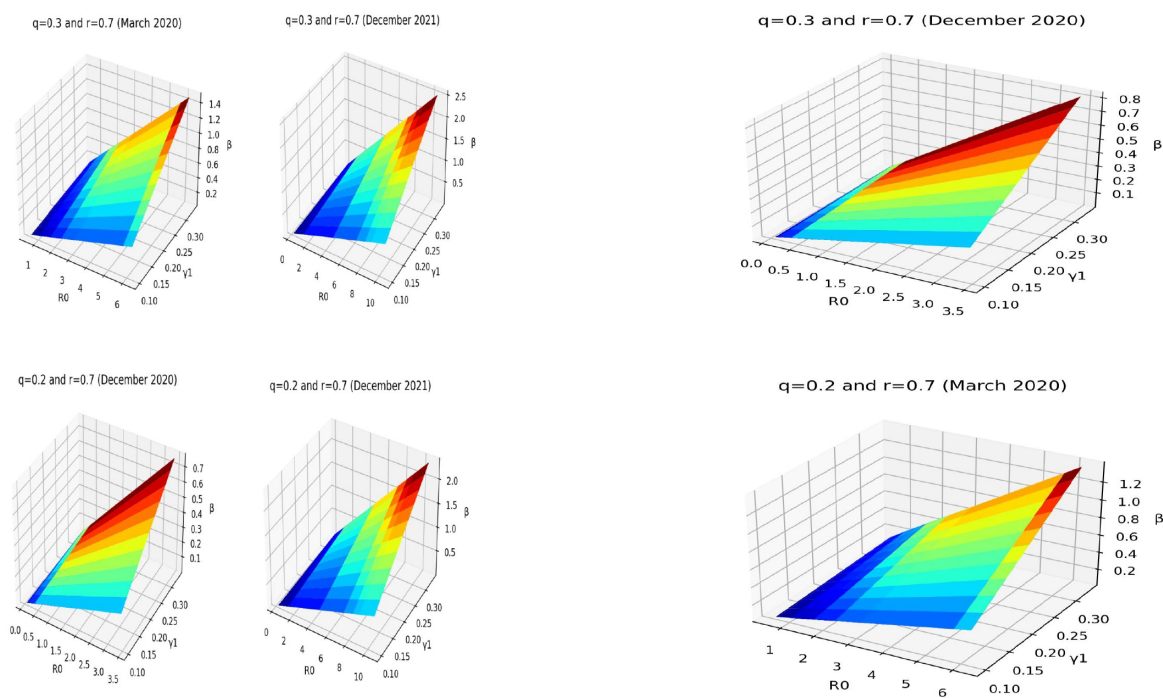 q=0.3 and r=0.7 (March 2020)
1.4
1.2
1.0
0.8
0.6
0.4
0.2
β
1 2 3 4 5 6
R0
0.10 0.15 0.20 0.25 0.30
γ1
q=0.3 and r=0.7 (December 2021)
2.5
2.0
1.5
1.0
0.5
β
0 2 4 6 8 10
R0
0.10 0.15 0.20 0.25 0.30
γ1
q=0.3 and r=0.7 (December 2020)
0.8
0.7
0.6
0.5
0.4
0.3
0.2
0.1
β
0.0 0.5 1.0 1.5 2.0 2.5 3.0 3.5
R0
0.10 0.15 0.20 0.25 0.30
γ1
q=0.2 and r=0.7 (December 2020)
0.7
0.6
0.5
0.4
0.3
0.2
0.1
β
0.0 0.5 1.0 1.5 2.0 2.5 3.0 3.5
R0
0.10 0.15 0.20 0.25 0.30
γ1
q=0.2 and r=0.7 (December 2021)
2.0
1.5
1.0
0.5
β
0 2 4 6 8 10
R0
0.10 0.15 0.20 0.25 0.30
γ1
q=0.2 and r=0.7 (March 2020)
1.2
1.0
0.8
0.6
0.4
0.2
β
1 2 3 4 5 6
R0
0.10 0.15 0.20 0.25 0.30
γ1